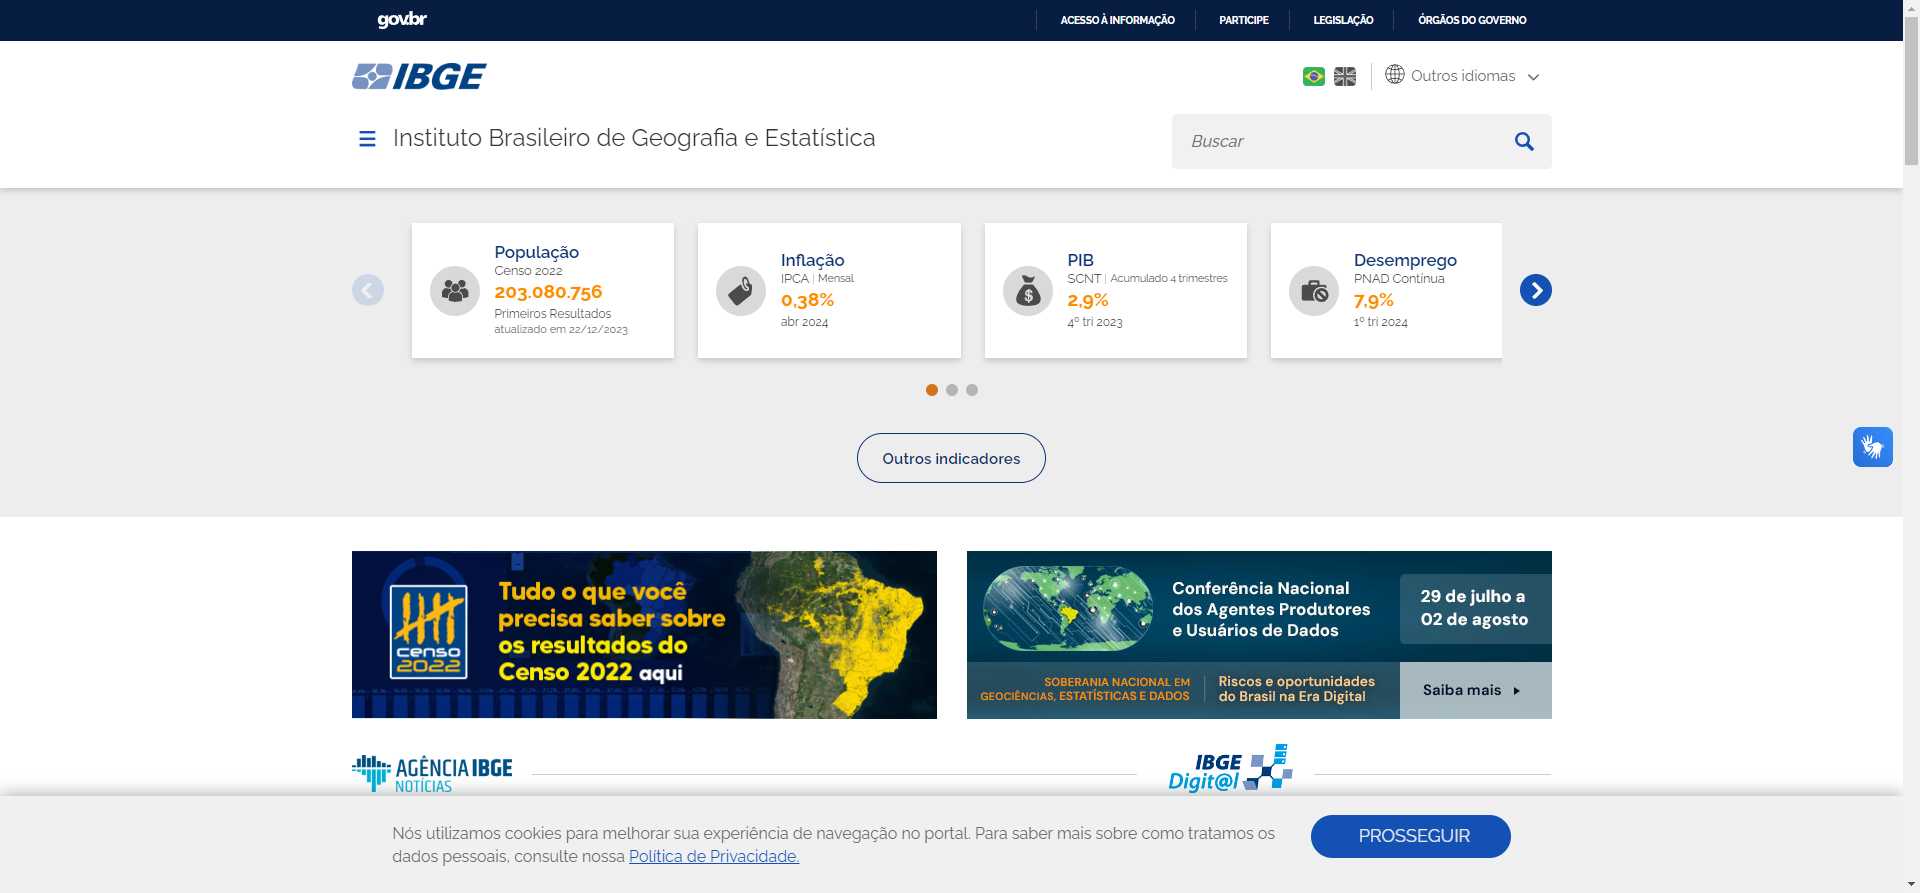 gov.br
ACESSO À INFORMAÇÃO
PARTICIPE
LEGISLAÇÃO
ÓRGÃOS DO GOVERNO
IBGE
Outros idiomas
Instituto Brasileiro de Geografia e Estatística
Buscar
População
Censo 2022
203.080.756
Primeiros Resultados
atualizado em 22/12/2023
Inflação
IPCA | Mensal
0,38%
abr 2024
PIB
SCNT | Acumulado 4 trimestres
2,9%
4º tri 2023
Desemprego
PNAD Contínua
7,9%
1º tri 2024
Outros indicadores
censo
2022
Tudo o que você
precisa saber sobre
os resultados do
Censo 2022 aqui
Conferência Nacional
dos Agentes Produtores
e Usuários de Dados
29 de julho a
02 de agosto
SOBERANIA NACIONAL EM
GEOCIÊNCIAS, ESTATÍSTICAS E DADOS
Riscos e oportunidades
do Brasil na Era Digital
Saiba mais
AGÊNCIA IBGE
NOTÍCIAS
IBGE
Digit@l
Nós utilizamos cookies para melhorar sua experiência de navegação no portal. Para saber mais sobre como tratamos os
dados pessoais, consulte nossa Política de Privacidade.
PROSSEGUIR